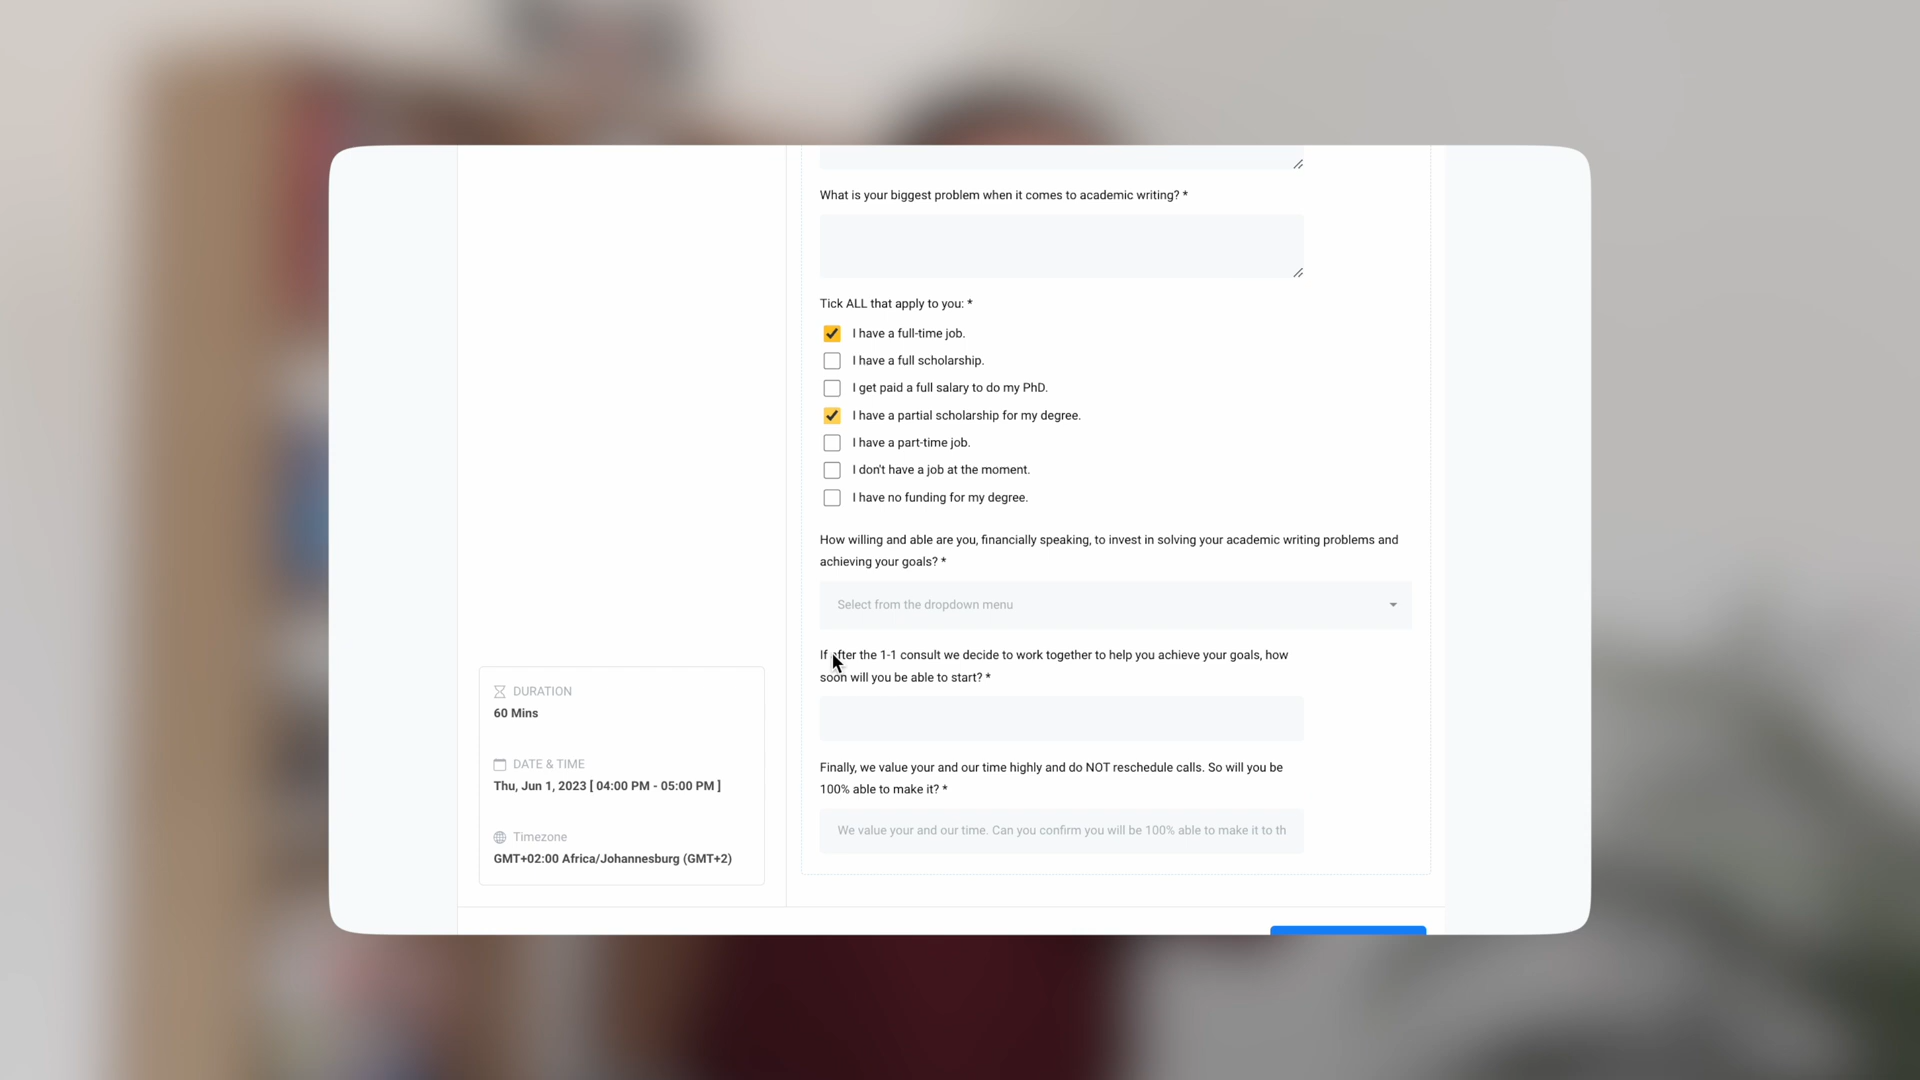 What is your biggest problem when it comes to academic writing? *
Tick ALL that apply to you: *
I have a full-time job.
I have a full scholarship.
I get paid a full salary to do my PhD.
I have a partial scholarship for my degree.
I have a part-time job.
I don't have a job at the moment.
I have no funding for my degree.
How willing and able are you, financially speaking, to invest in solving your academic writing problems and
achieving your goals? *
Select from the dropdown menu
If after the 1-1 consult we decide to work together to help you achieve your goals, how
soon will you be able to start? *
Finally, we value your and our time highly and do NOT reschedule calls. So will you be
100% able to make it? *
We value your and our time. Can you confirm you will be 100% able to make it to th
DURATION
60 Mins
DATE & TIME
Thu, Jun 1, 2023 [ 04:00 PM - 05:00 PM ]
Timezone
GMT+02:00 Africa/Johannesburg (GMT+2)